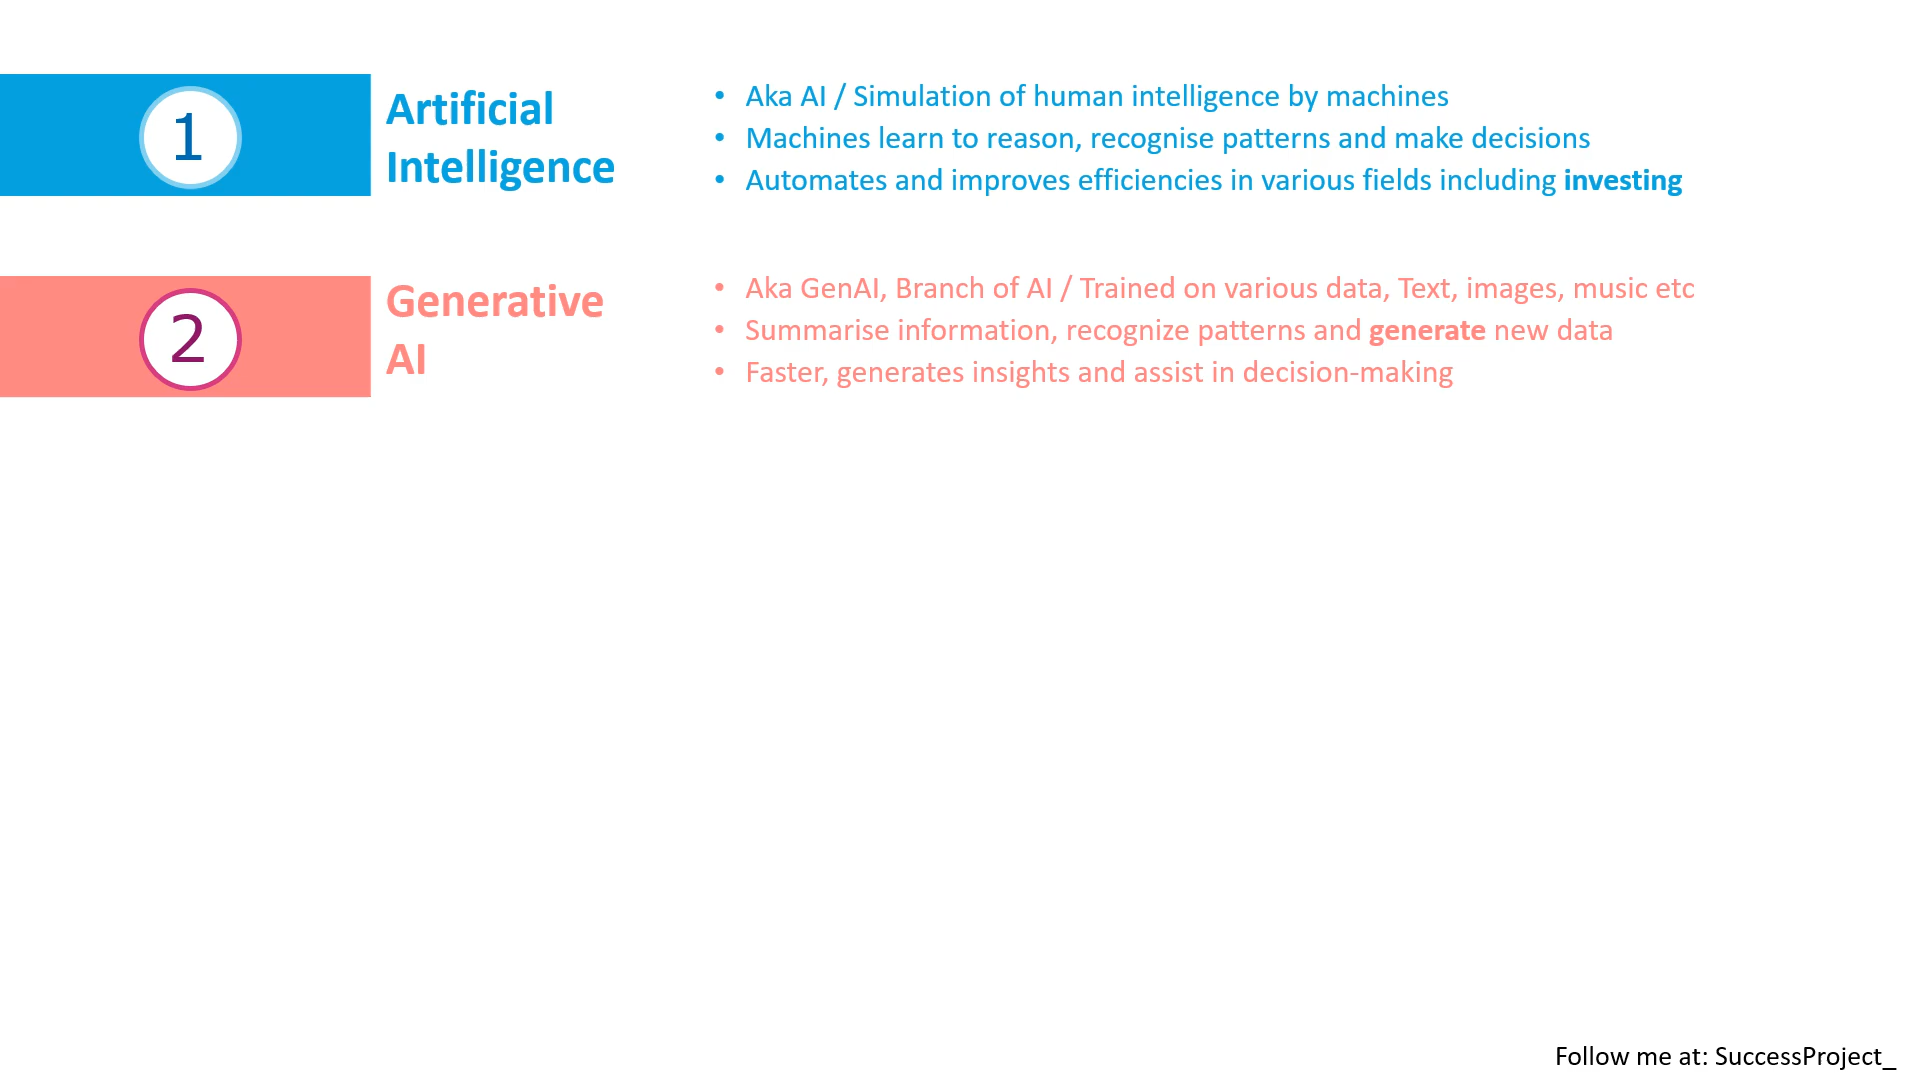 1
Artificial
Intelligence
• Aka AI / Simulation of human intelligence by machines
• Machines learn to reason, recognise patterns and make decisions
• Automates and improves efficiencies in various fields including investing
2
Generative
AI
• Aka GenAI, Branch of AI / Trained on various data, Text, images, music etc
• Summarise information, recognize patterns and generate new data
• Faster, generates insights and assist in decision-making
Follow me at: SuccessProject_